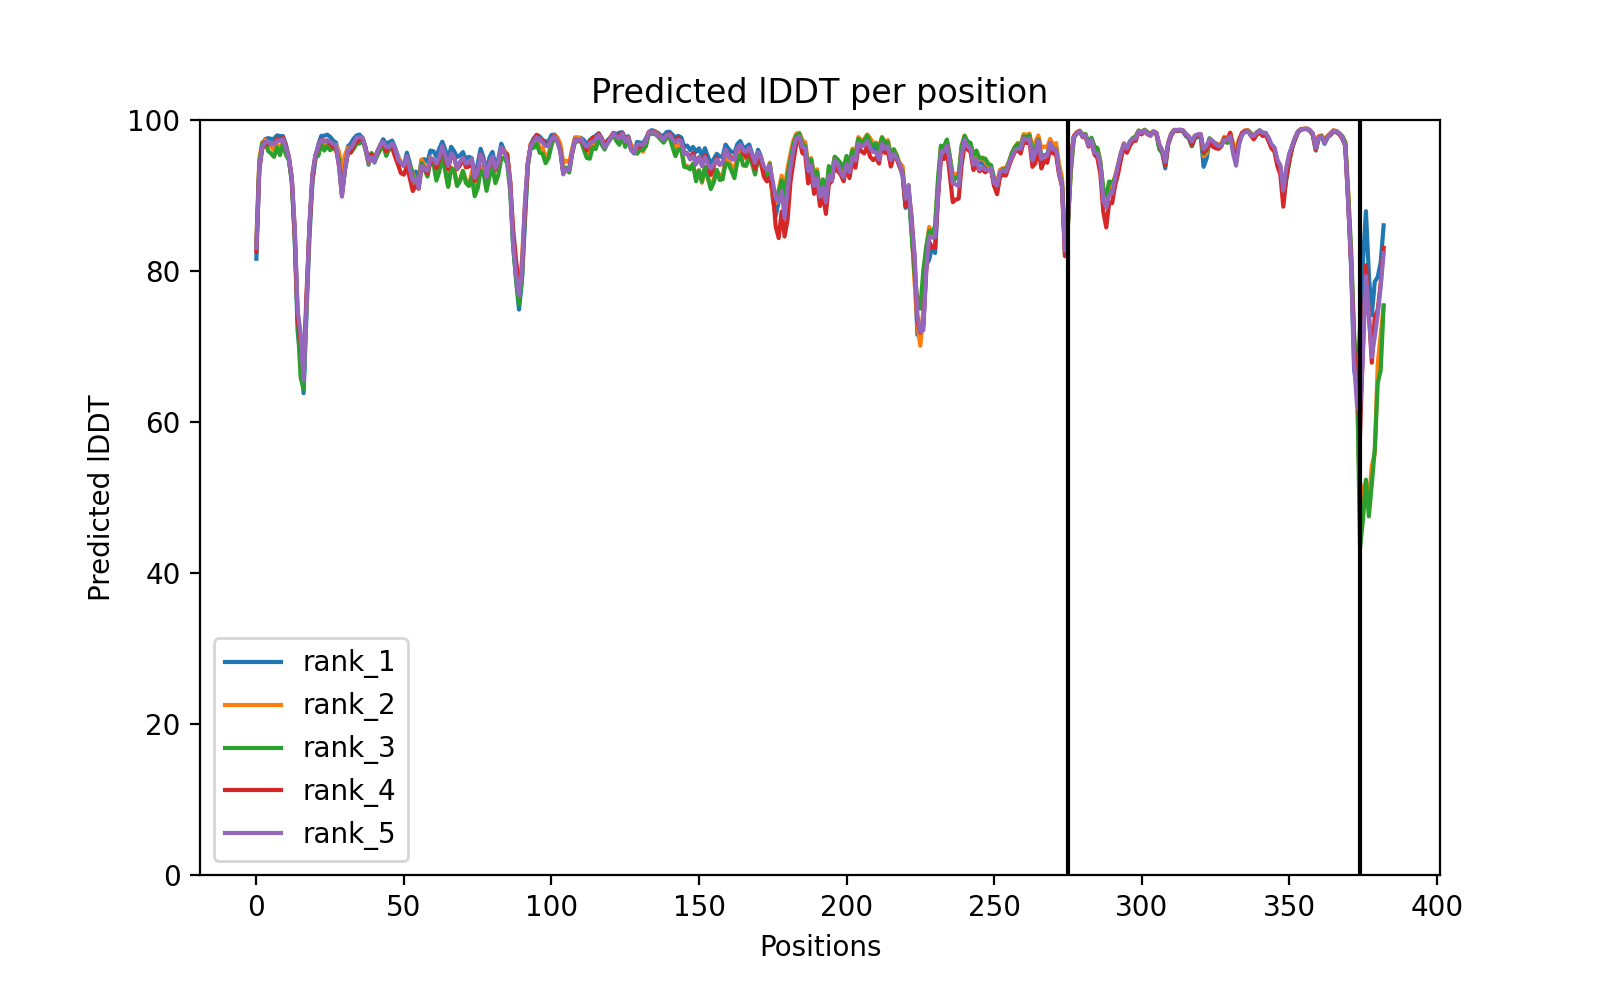 Predicted lDDT per position
Predicted lDDT
100
80
60
40
20
0
rank_1
rank_2
rank_3
rank_4
rank_5
0 50 100 150 200 250 300 350 400
Positions